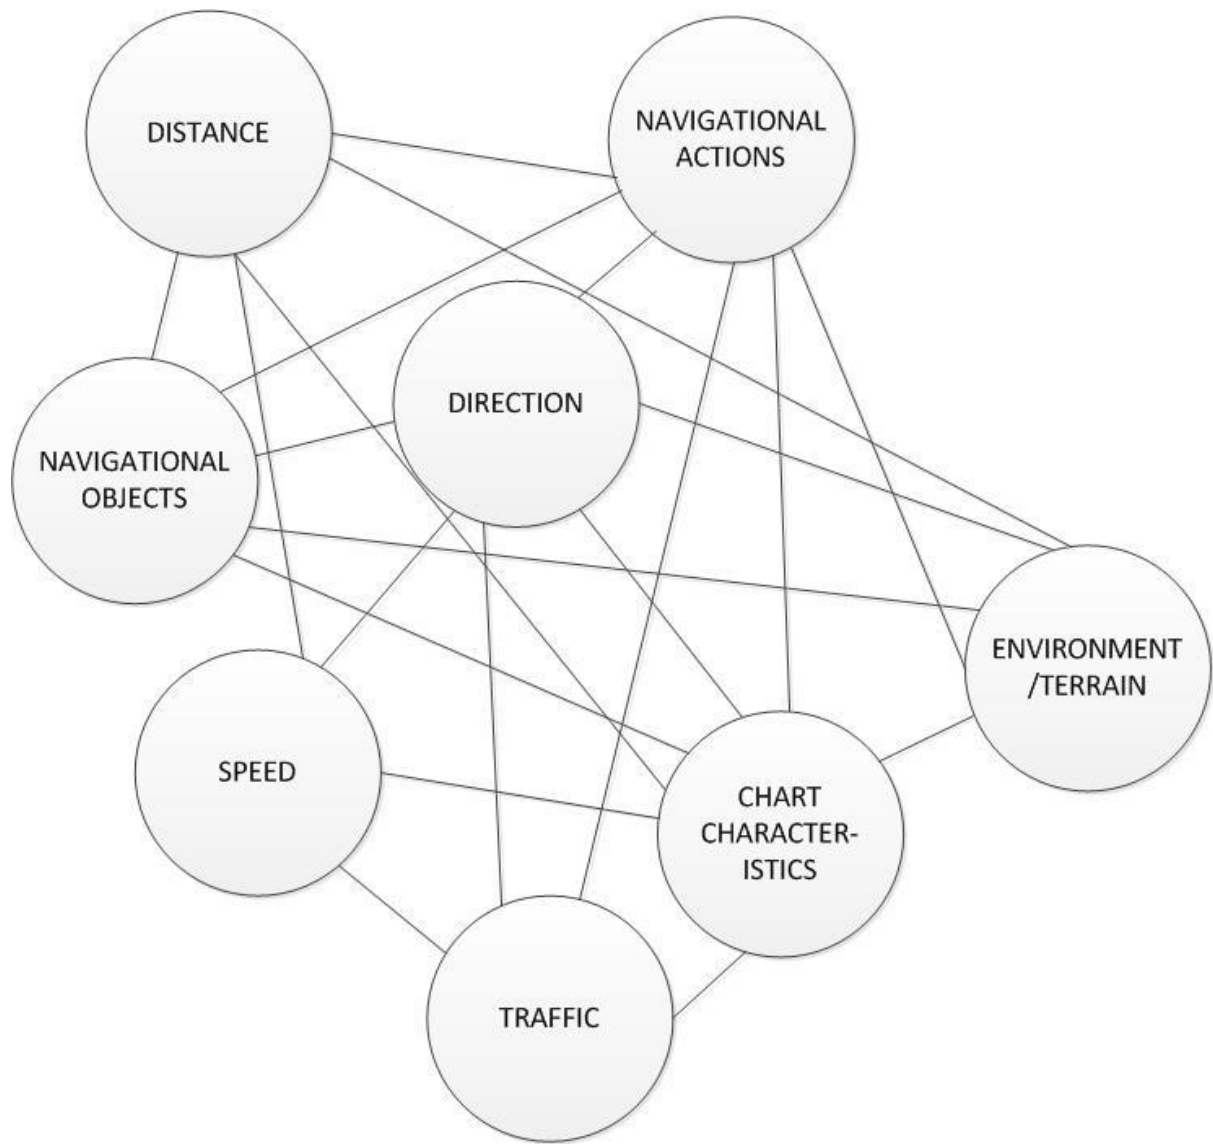 DISTANCE
NAVIGATIONAL
ACTIONS
DIRECTION
NAVIGATIONAL
OBJECTS
ENVIRONMENT
/TERRAIN
SPEED
CHART
CHARACTER-
ISTICS
TRAFFIC